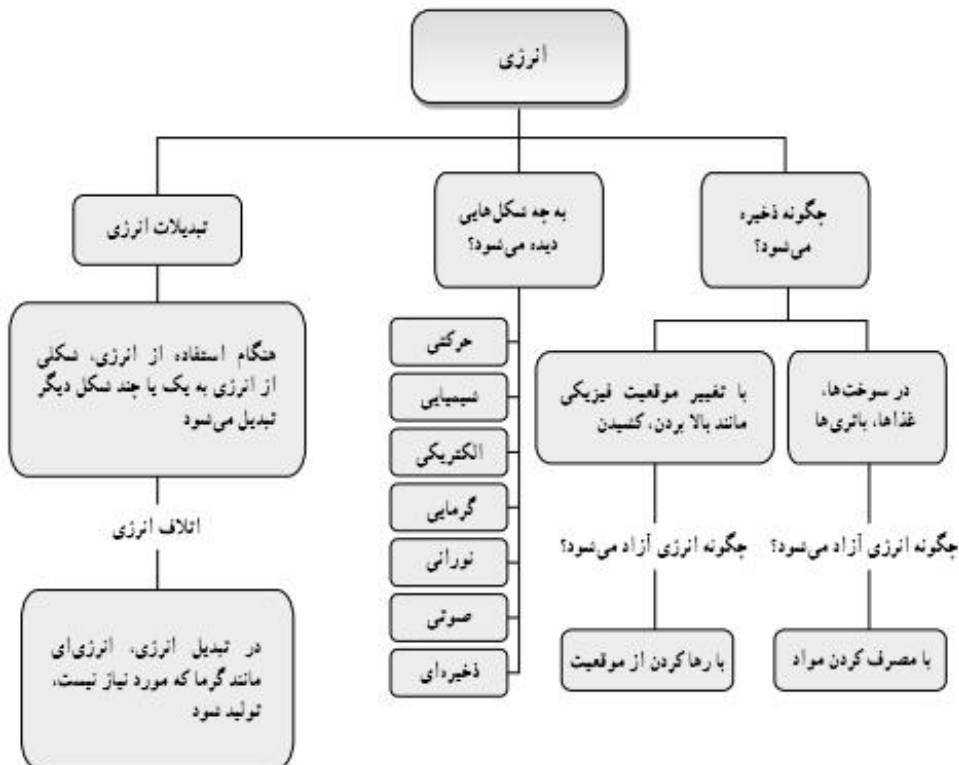 انرژی
چگونه ذخیره
می‌شود؟
در سوخت‌ها،
غذاها، باتری‌ها
چگونه انرژی آزاد می‌شود؟
با مصرف کردن مواد
با تغییر موقعیت فیزیکی
مانند بالا بردن، کشیدن
چگونه انرژی آزاد می‌شود؟
با رها کردن از موقعیت
به چه شکل‌هایی
دیده می‌شود؟
حرکتی
شیمیایی
الکتریکی
گرمایی
نورانی
صوتی
ذخیره‌ای
تبدیلات انرژی
هنگام استفاده از انرژی، شکلی
از انرژی به یک یا چند شکل دیگر
تبدیل می‌شود
اتلاف انرژی
در تبدیل انرژی، انرژی‌ای
مانند گرما که مورد نیاز نیست،
تولید شود